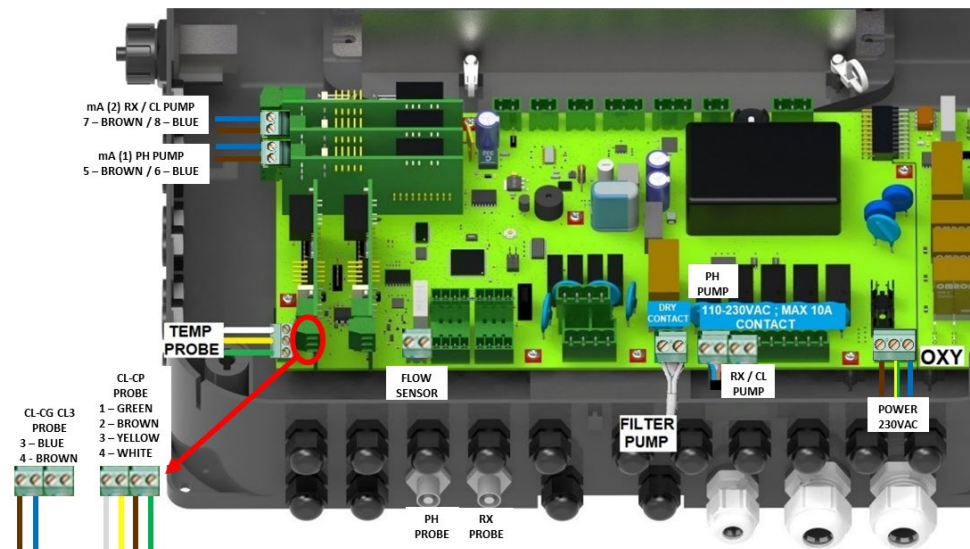 mA (2) RX / CL PUMP
7 – BROWN / 8 – BLUE
mA (1) PH PUMP
5 – BROWN / 6 – BLUE
PH
PUMP
DRY
CONTACT
110-230VAC ; MAX 10A
CONTACT
TEMP
PROBE
FLOW
SENSOR
RX / CL
PUMP
OXY
CL-CP
PROBE
1 – GREEN
2 – BROWN
3 – YELLOW
4 – WHITE
CL-CG CL3
PROBE
3 – BLUE
4 - BROWN
FILTER
PUMP
POWER
230VAC
PH
PROBE
RX
PROBE